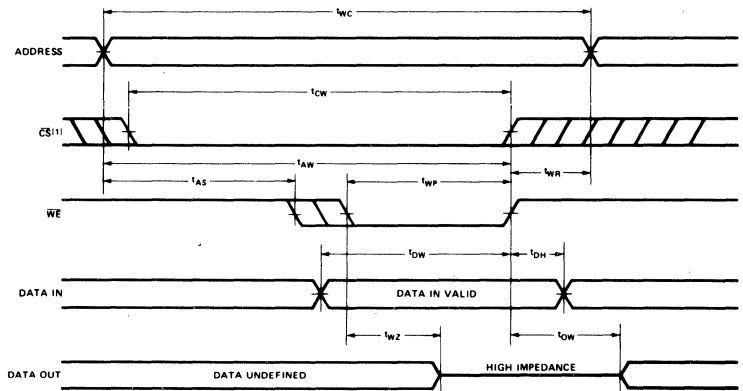 tWC
ADDRESS
tCW
CS[1]
tAW
tAS
tWP
tWR
WE
tDW
tDH
DATA IN
DATA IN VALID
tWZ
tOW
DATA OUT
DATA UNDEFINED
HIGH IMPEDANCE